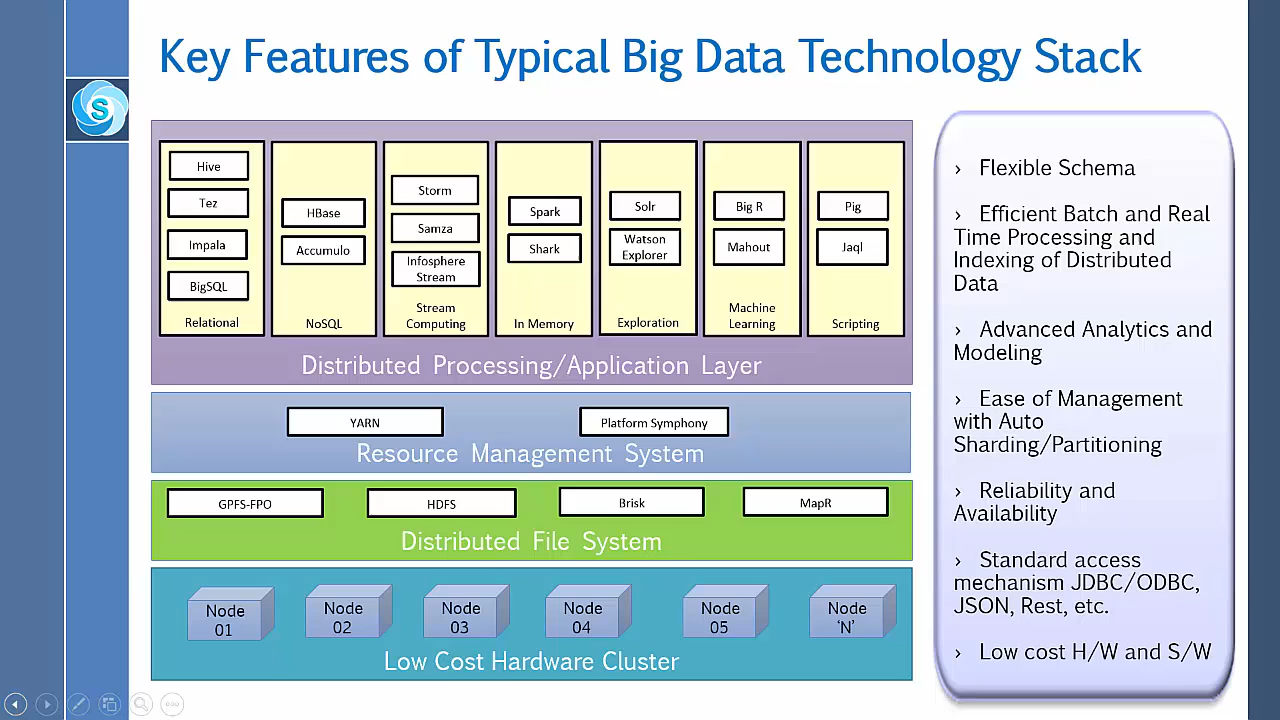 Key Features of Typical Big Data Technology Stack
S
Hive
Tez
Impala
BigSQL
Relational
HBase
Accumulo
NoSQL
Storm
Samza
Infosphere
Stream
Stream
Computing
Spark
Shark
In Memory
Solr
Watson
Explorer
Exploration
Big R
Mahout
Machine
Learning
Pig
Jaql
Scripting
Distributed Processing/Application Layer
YARN
Platform Symphony
Resource Management System
GPFS-FPO
HDFS
Brisk
MapR
Distributed File System
Node
01
Node
02
Node
03
Node
04
Node
05
Node
‘N’
Low Cost Hardware Cluster
› Flexible Schema
› Efficient Batch and Real
Time Processing and
Indexing of Distributed
Data
› Advanced Analytics and
Modeling
› Ease of Management
with Auto
Sharding/Partitioning
› Reliability and
Availability
› Standard access
mechanism JDBC/ODBC,
JSON, Rest, etc.
› Low cost H/W and S/W